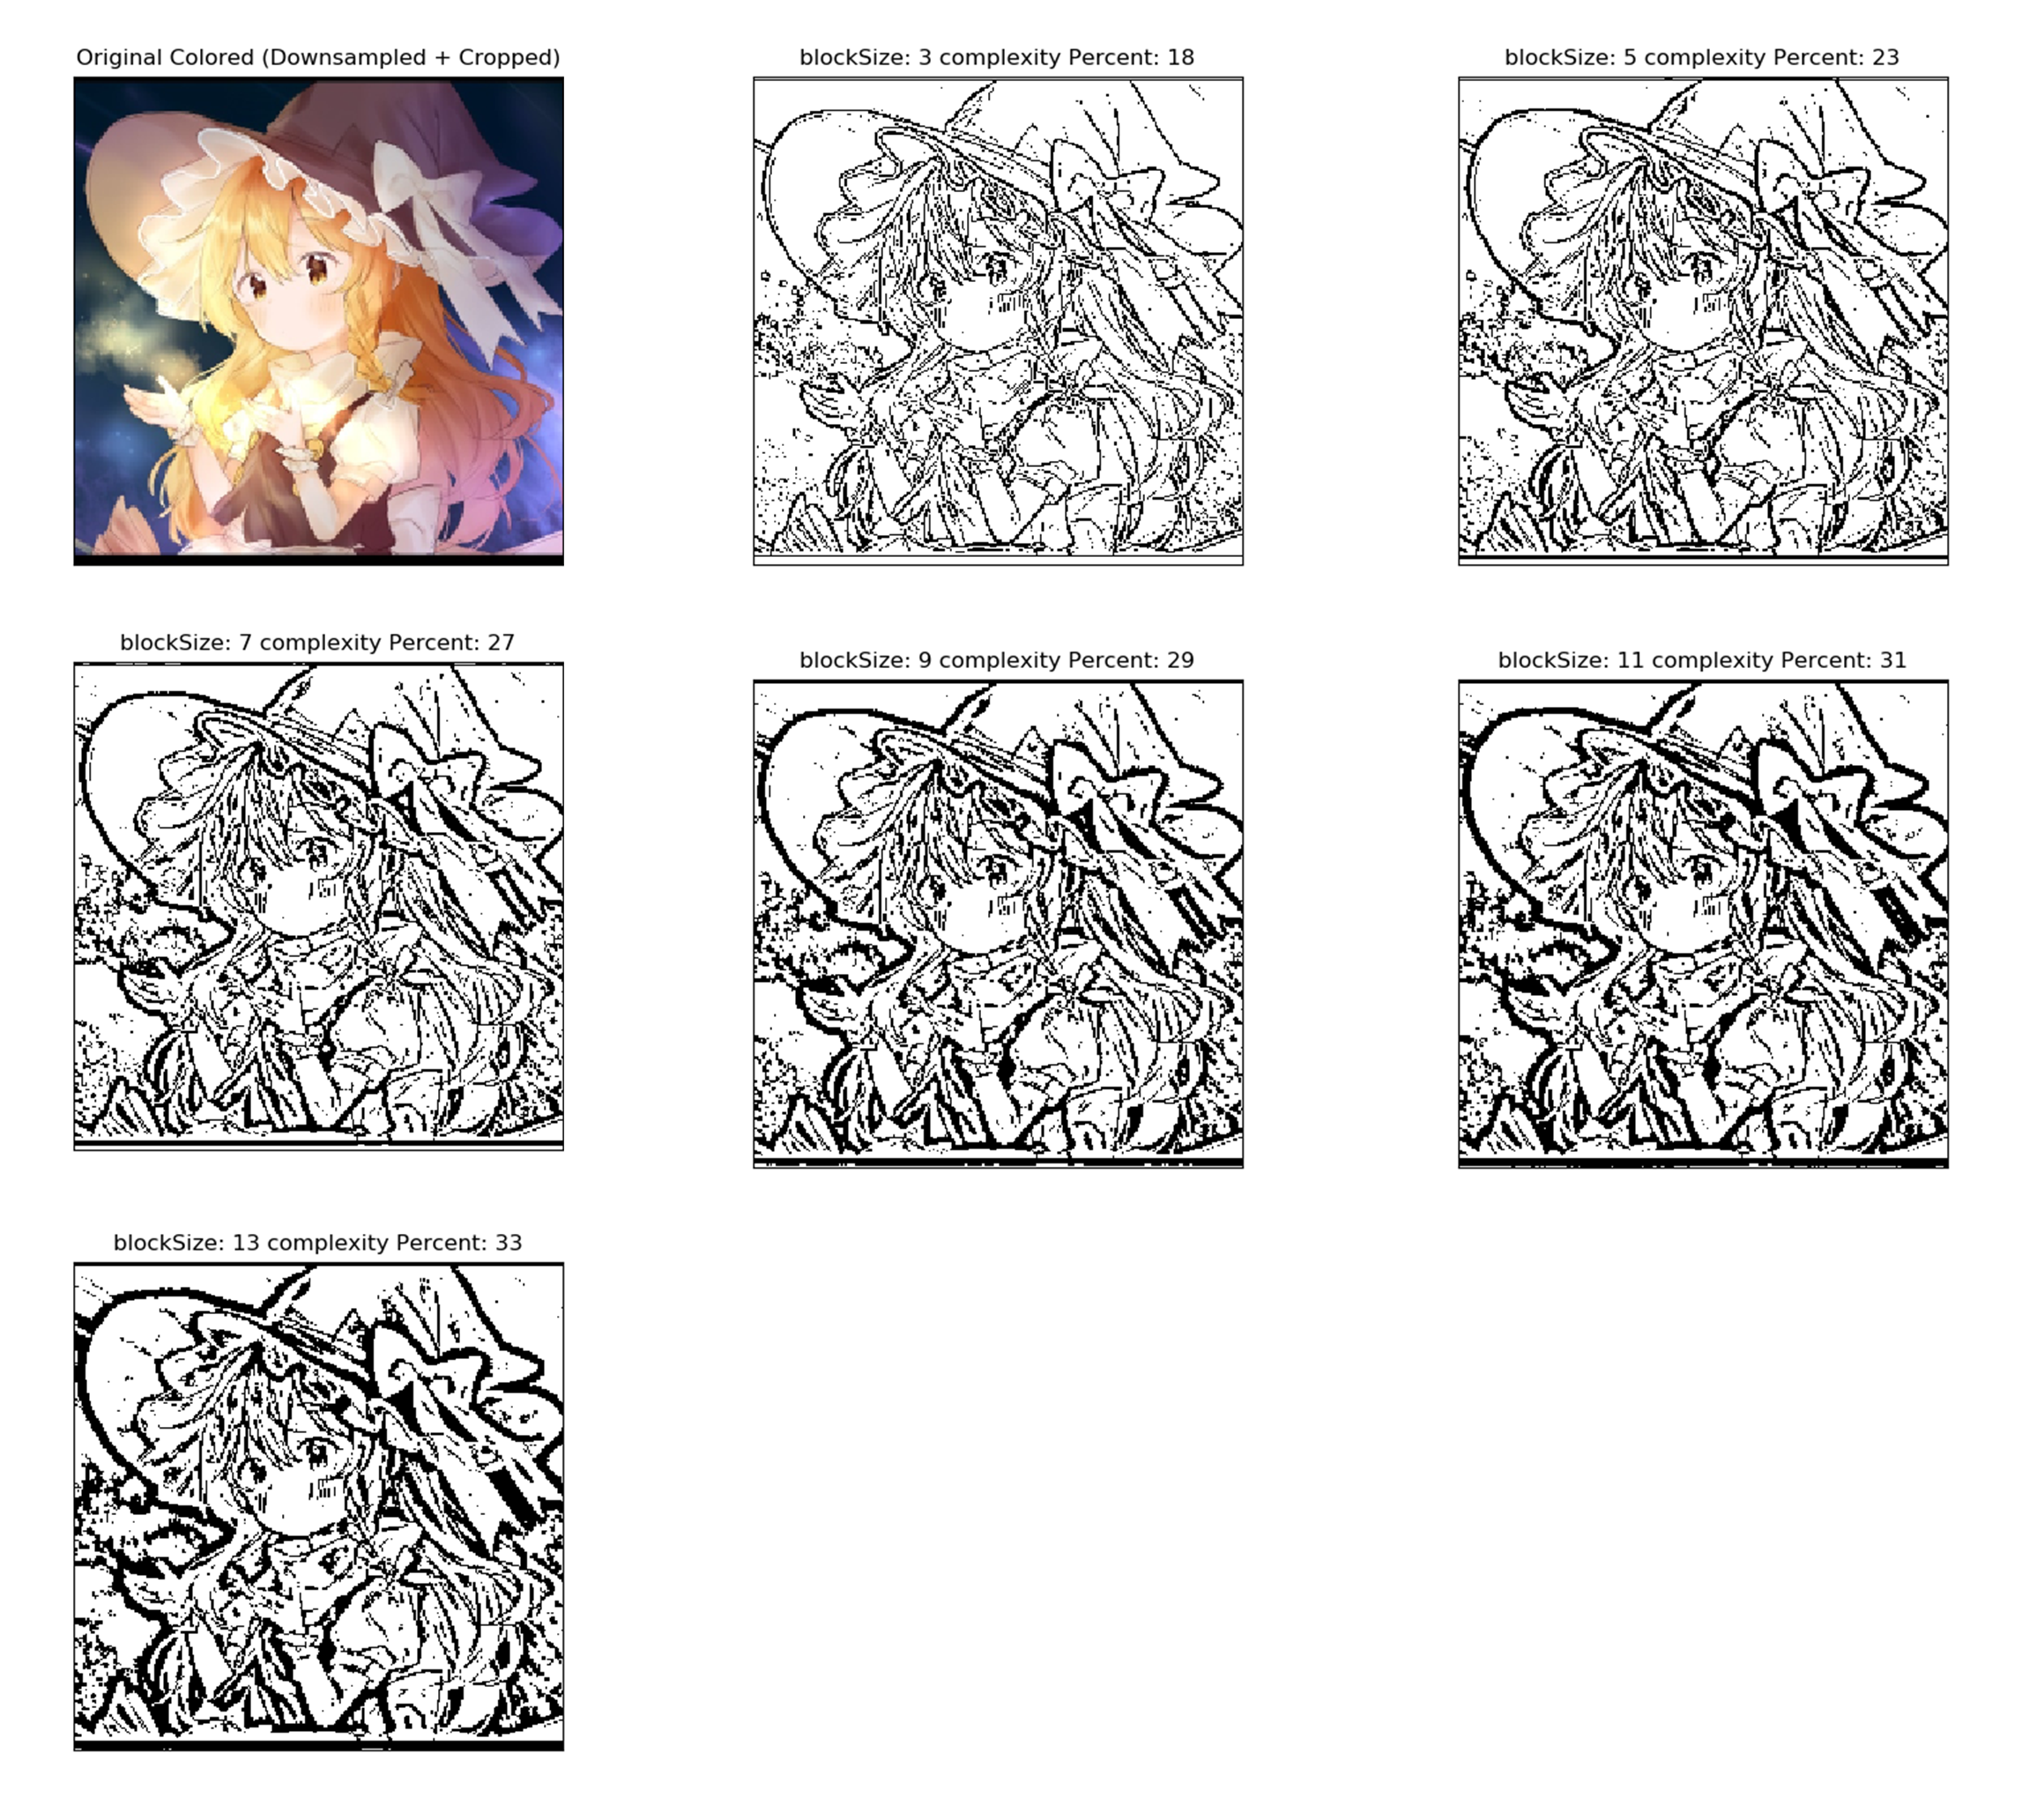 Original Colored (Downsampled + Cropped)
blockSize: 3 complexity Percent: 18
blockSize: 5 complexity Percent: 23
blockSize: 7 complexity Percent: 27
blockSize: 9 complexity Percent: 29
blockSize: 11 complexity Percent: 31
blockSize: 13 complexity Percent: 33